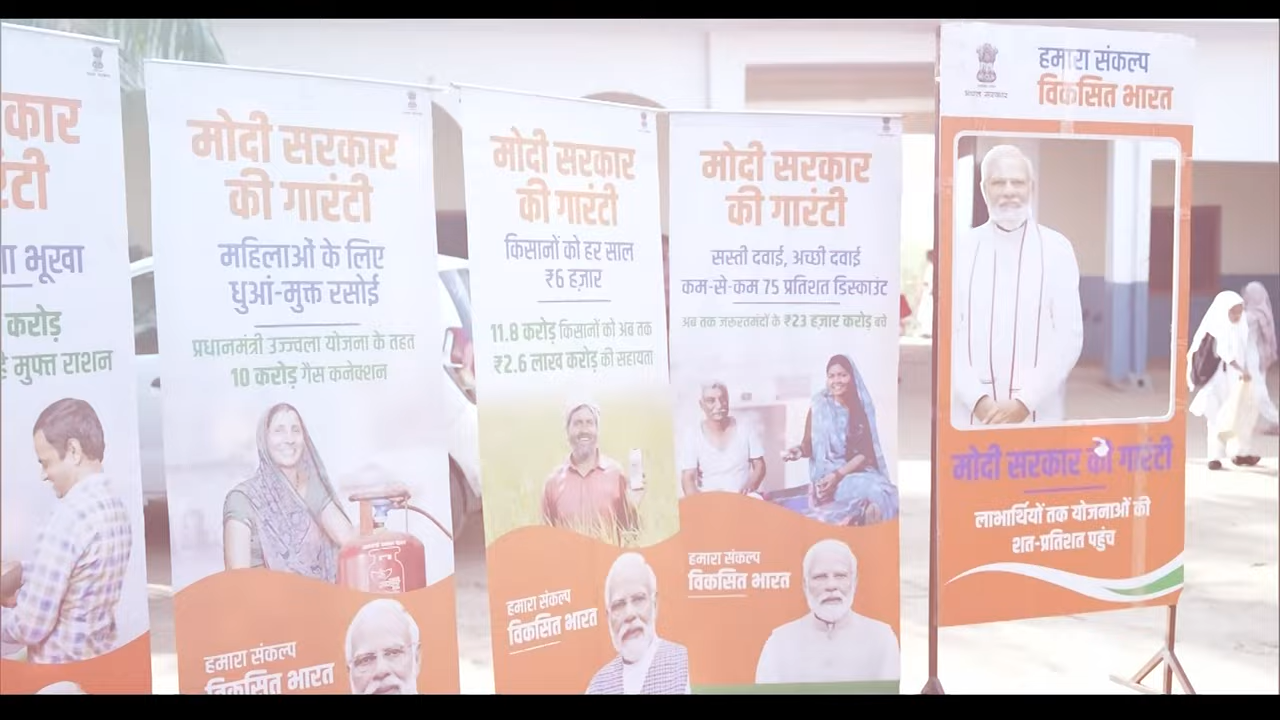 कार
रंटी
भूखा
करोड़
मुफ्त राशन
मोदी सरकार
की गारंटी
महिलाओं के लिए
धुआं-मुक्त रसोई
प्रधानमंत्री उज्ज्वला योजना के तहत
10 करोड़ गैस कनेक्शन
हमारा संकल्प
विकसित भारत
मोदी सरकार
की गारंटी
किसानों को हर साल
₹6 हज़ार
11.8 करोड़ किसानों को अब तक
₹2.6 लाख करोड़ की सहायता
हमारा संकल्प
विकसित भारत
मोदी सरकार
की गारंटी
सस्ती दवाई, अच्छी दवाई
कम-से-कम 75 प्रतिशत डिस्काउंट
अब तक जरूरतमंदों के ₹23 हज़ार करोड़ बचे
हमारा संकल्प
विकसित भारत
भारत सरकार
हमारा संकल्प
विकसित भारत
मोदी सरकार की गारंटी
लाभार्थियों तक योजनाओं की
शत-प्रतिशत पहुंच